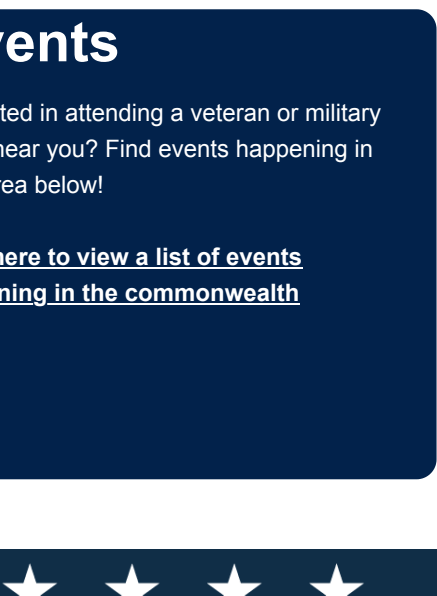 vents
ted in attending a veteran or military
near you? Find events happening in
rea below!
here to view a list of events
ning in the commonwealth